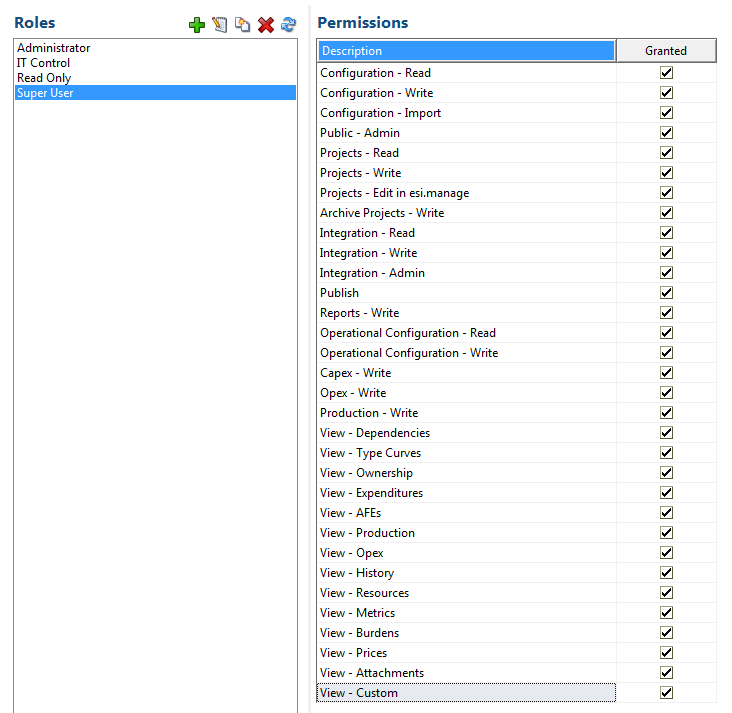 Roles
Administrator
IT Control
Read Only
Super User
Permissions
Description Granted
Configuration - Read
Configuration - Write
Configuration - Import
Public - Admin
Projects - Read
Projects - Write
Projects - Edit in esi.manage
Archive Projects - Write
Integration - Read
Integration - Write
Integration - Admin
Publish
Reports - Write
Operational Configuration - Read
Operational Configuration - Write
Capex - Write
Opex - Write
Production - Write
View - Dependencies
View - Type Curves
View - Ownership
View - Expenditures
View - AFEs
View - Production
View - Opex
View - History
View - Resources
View - Metrics
View - Burdens
View - Prices
View - Attachments
View - Custom